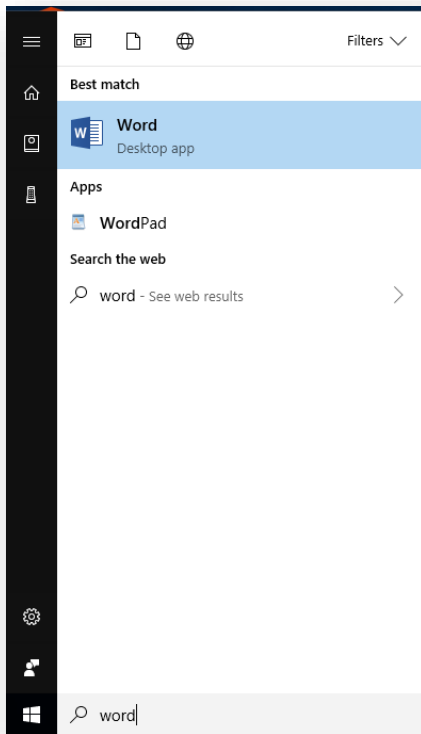 Filters
Best match
Word
Desktop app
Apps
WordPad
Search the web
word - See web results
word